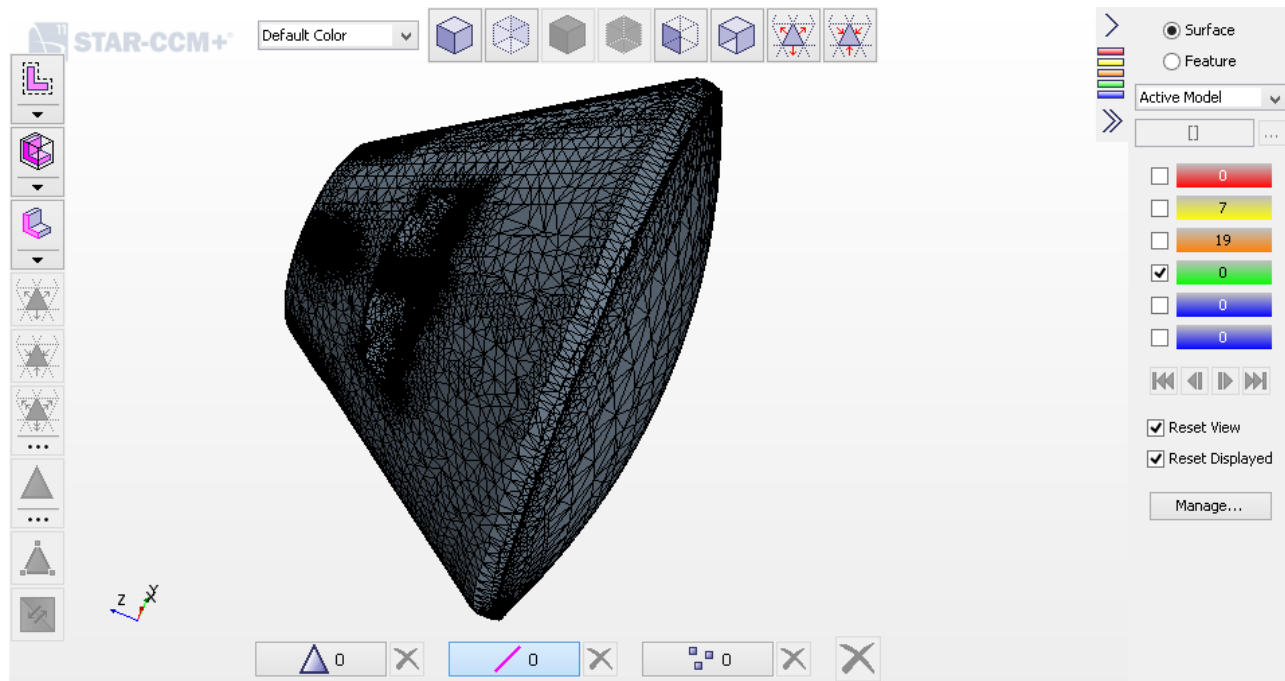 11
STAR-CCM+
Default Color
Surface
Feature
Active Model
[]
...
0
7
19
0
0
0
Reset View
Reset Displayed
Manage...
Z
Y
0
0
0